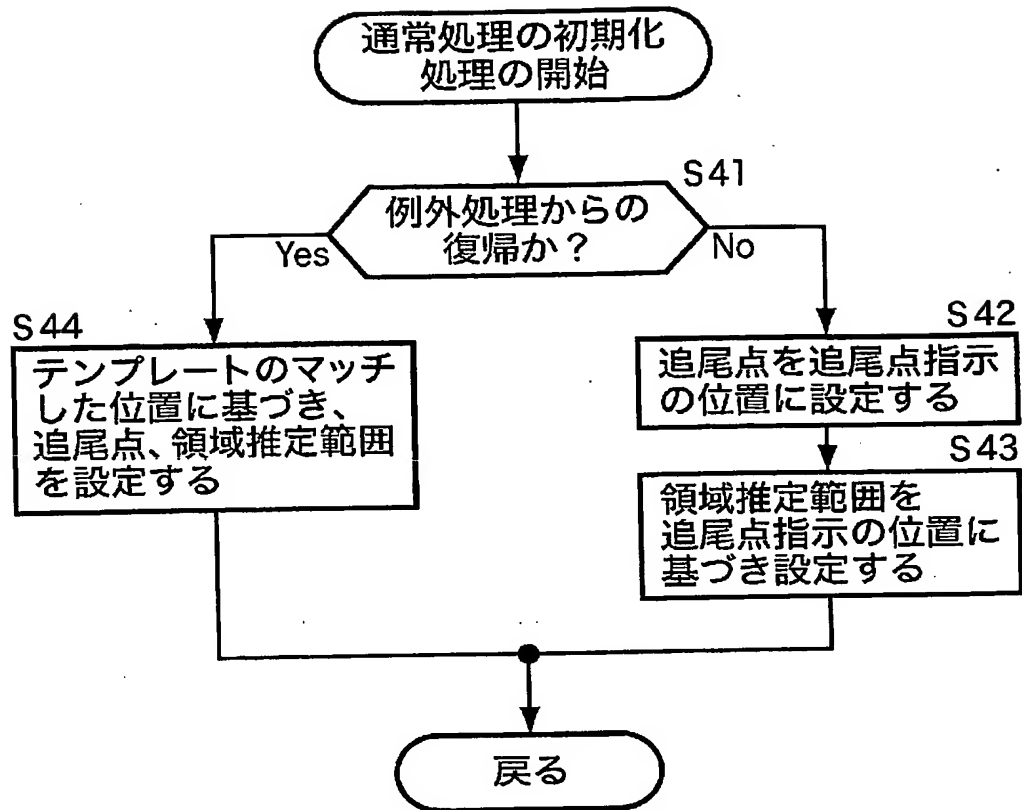 通常処理の初期化
処理の開始
S41
例外処理からの
復帰か？
Yes
No
S44
テンプレートのマッチ
した位置に基づき、
追尾点、領域推定範囲
を設定する
S42
追尾点を追尾点指示
の位置に設定する
S43
領域推定範囲を
追尾点指示の位置に
基づき設定する
戻る